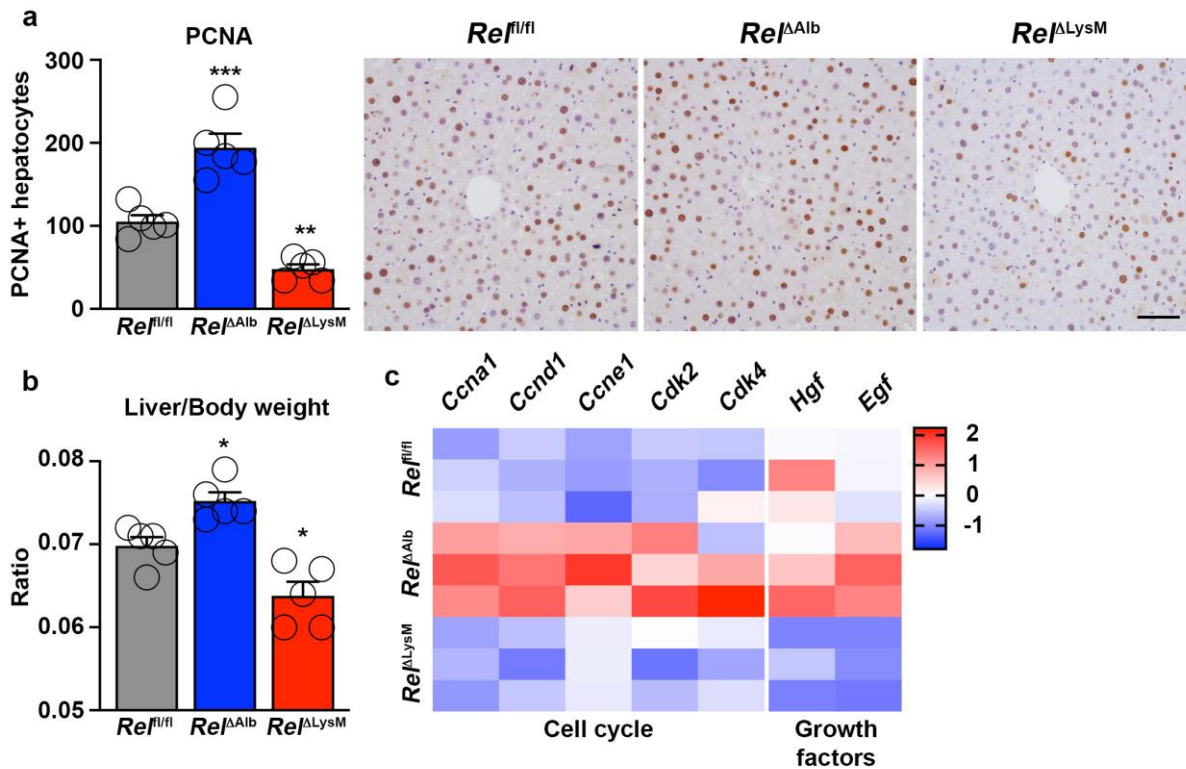 a
PCNA
PCNA+ hepatocytes
300
200
100
0
***
**
Rel^fl/fl Rel^ΔAlb Rel^ΔLysM
Rel^fl/fl Rel^ΔAlb Rel^ΔLysM
b
Liver/Body weight
Ratio
0.08
0.07
0.06
0.05
*
*
Rel^fl/fl Rel^ΔAlb Rel^ΔLysM
c
Ccna1 Ccnd1 Ccne1 Cdk2 Cdk4 Hgf Egf
Rel^fl/fl
Rel^ΔAlb
Rel^ΔLysM
2
1
0
-1
Cell cycle
Growth
factors